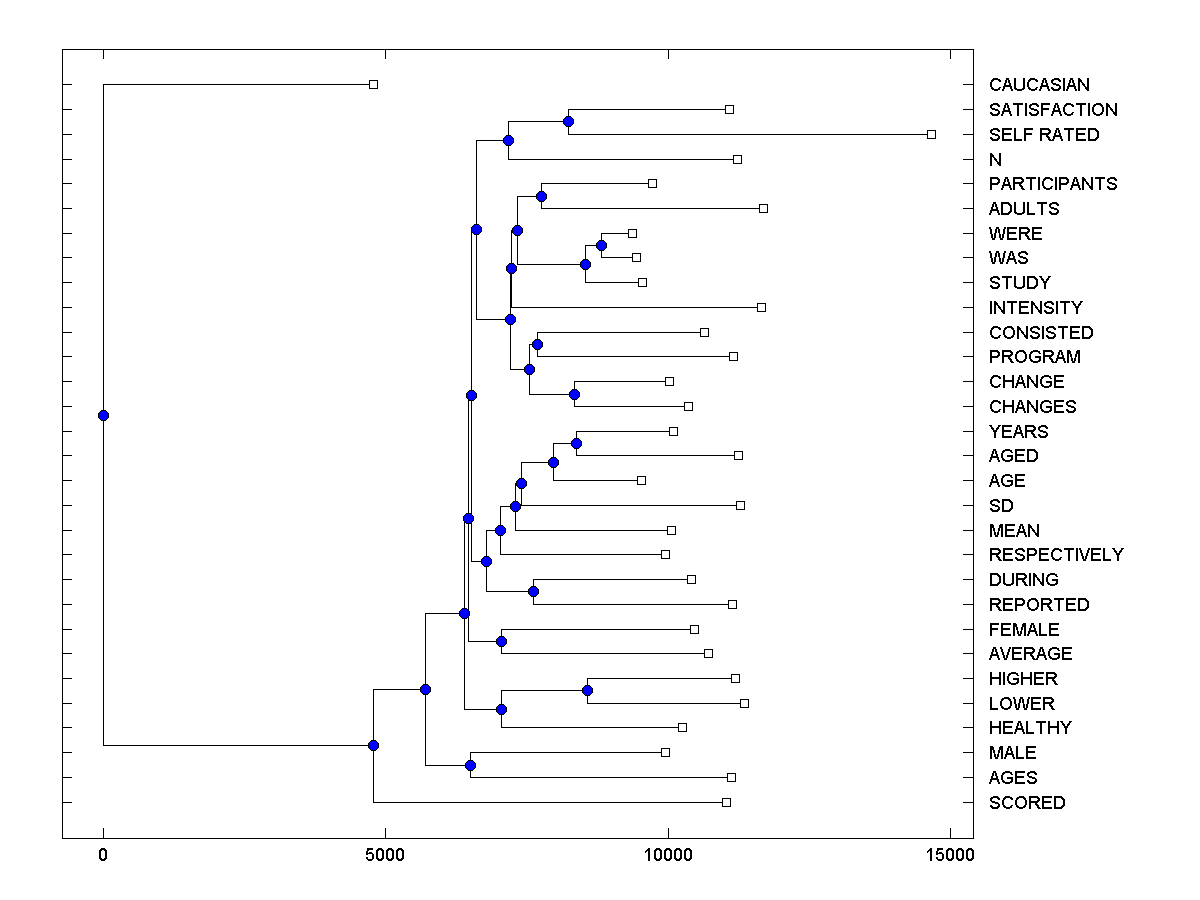 CAUCASIAN
SATISFACTION
SELF RATED
N
PARTICIPANTS
ADULTS
WERE
WAS
STUDY
INTENSITY
CONSISTED
PROGRAM
CHANGE
CHANGES
YEARS
AGED
AGE
SD
MEAN
RESPECTIVELY
DURING
REPORTED
FEMALE
AVERAGE
HIGHER
LOWER
HEALTHY
MALE
AGES
SCORED
0 5000 10000 15000